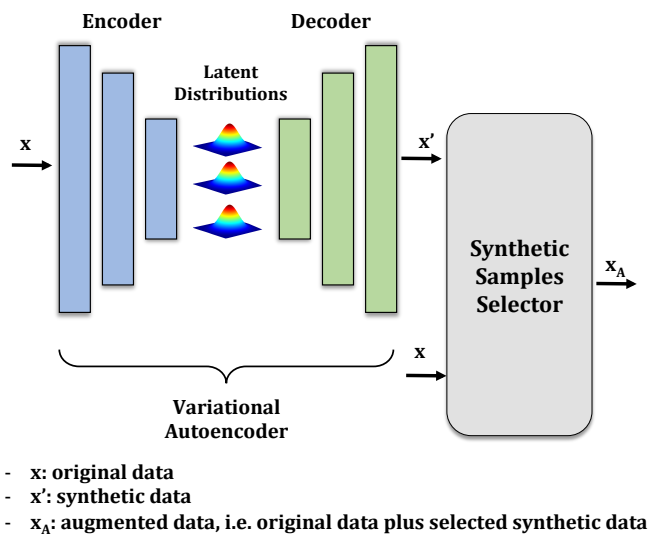 Encoder
Decoder
Latent
Distributions
x
x’
Synthetic
Samples
Selector
x_A
x
Variational
Autoencoder
- x: original data
- x’: synthetic data
- x_A: augmented data, i.e. original data plus selected synthetic data